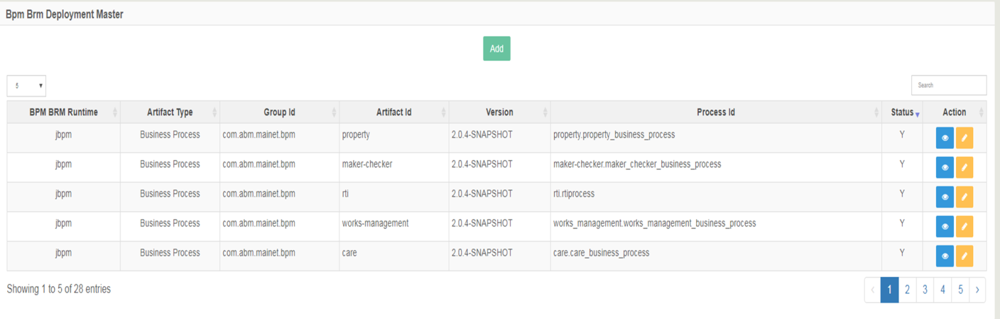 Bpm Brm Deployment Master
Add
5
Search
BPM BRM Runtime Artifact Type Group Id Artifact Id Version Process Id Status Action
jbpm Business Process com.abm.mainet.bpm property 2.0.4-SNAPSHOT property.property_business_process Y
jbpm Business Process com.abm.mainet.bpm maker-checker 2.0.4-SNAPSHOT maker-checker.maker_checker_business_process Y
jbpm Business Process com.abm.mainet.bpm rti 2.0.4-SNAPSHOT rti.rtiprocess Y
jbpm Business Process com.abm.mainet.bpm works-management 2.0.4-SNAPSHOT works_management.works_management_business_process Y
jbpm Business Process com.abm.mainet.bpm care 2.0.4-SNAPSHOT care.care_business_process Y
Showing 1 to 5 of 28 entries
‹ 1 2 3 4 5 ›